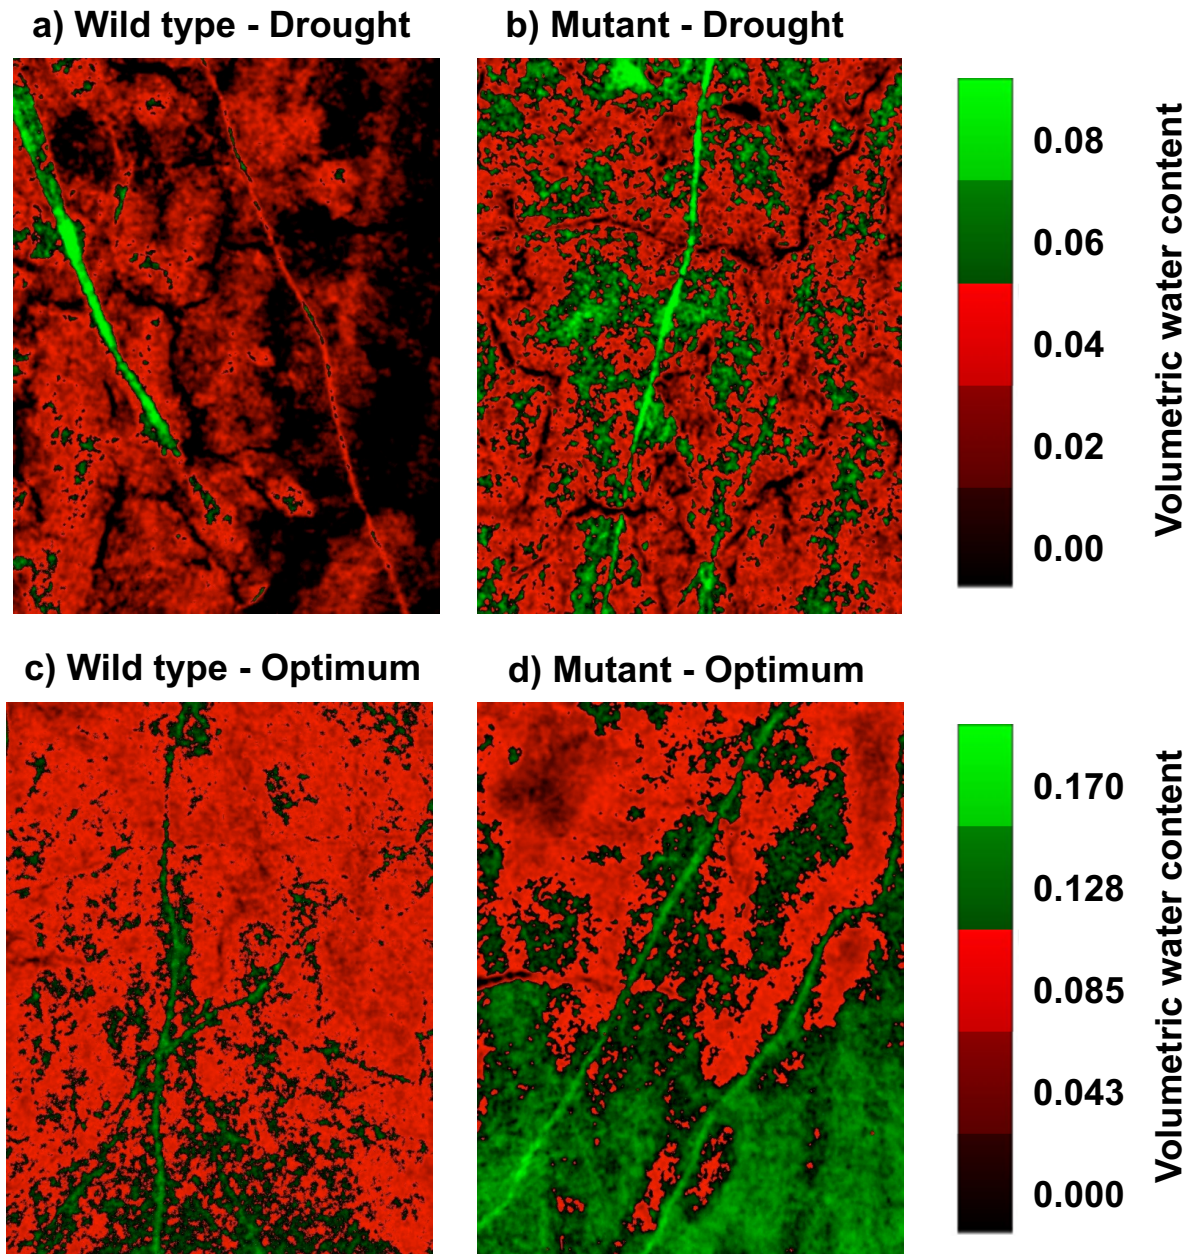 a) Wild type - Drought
b) Mutant - Drought
0.08
0.06
0.04
0.02
0.00
Volumetric water content
c) Wild type - Optimum
d) Mutant - Optimum
0.170
0.128
0.085
0.043
0.000
Volumetric water content